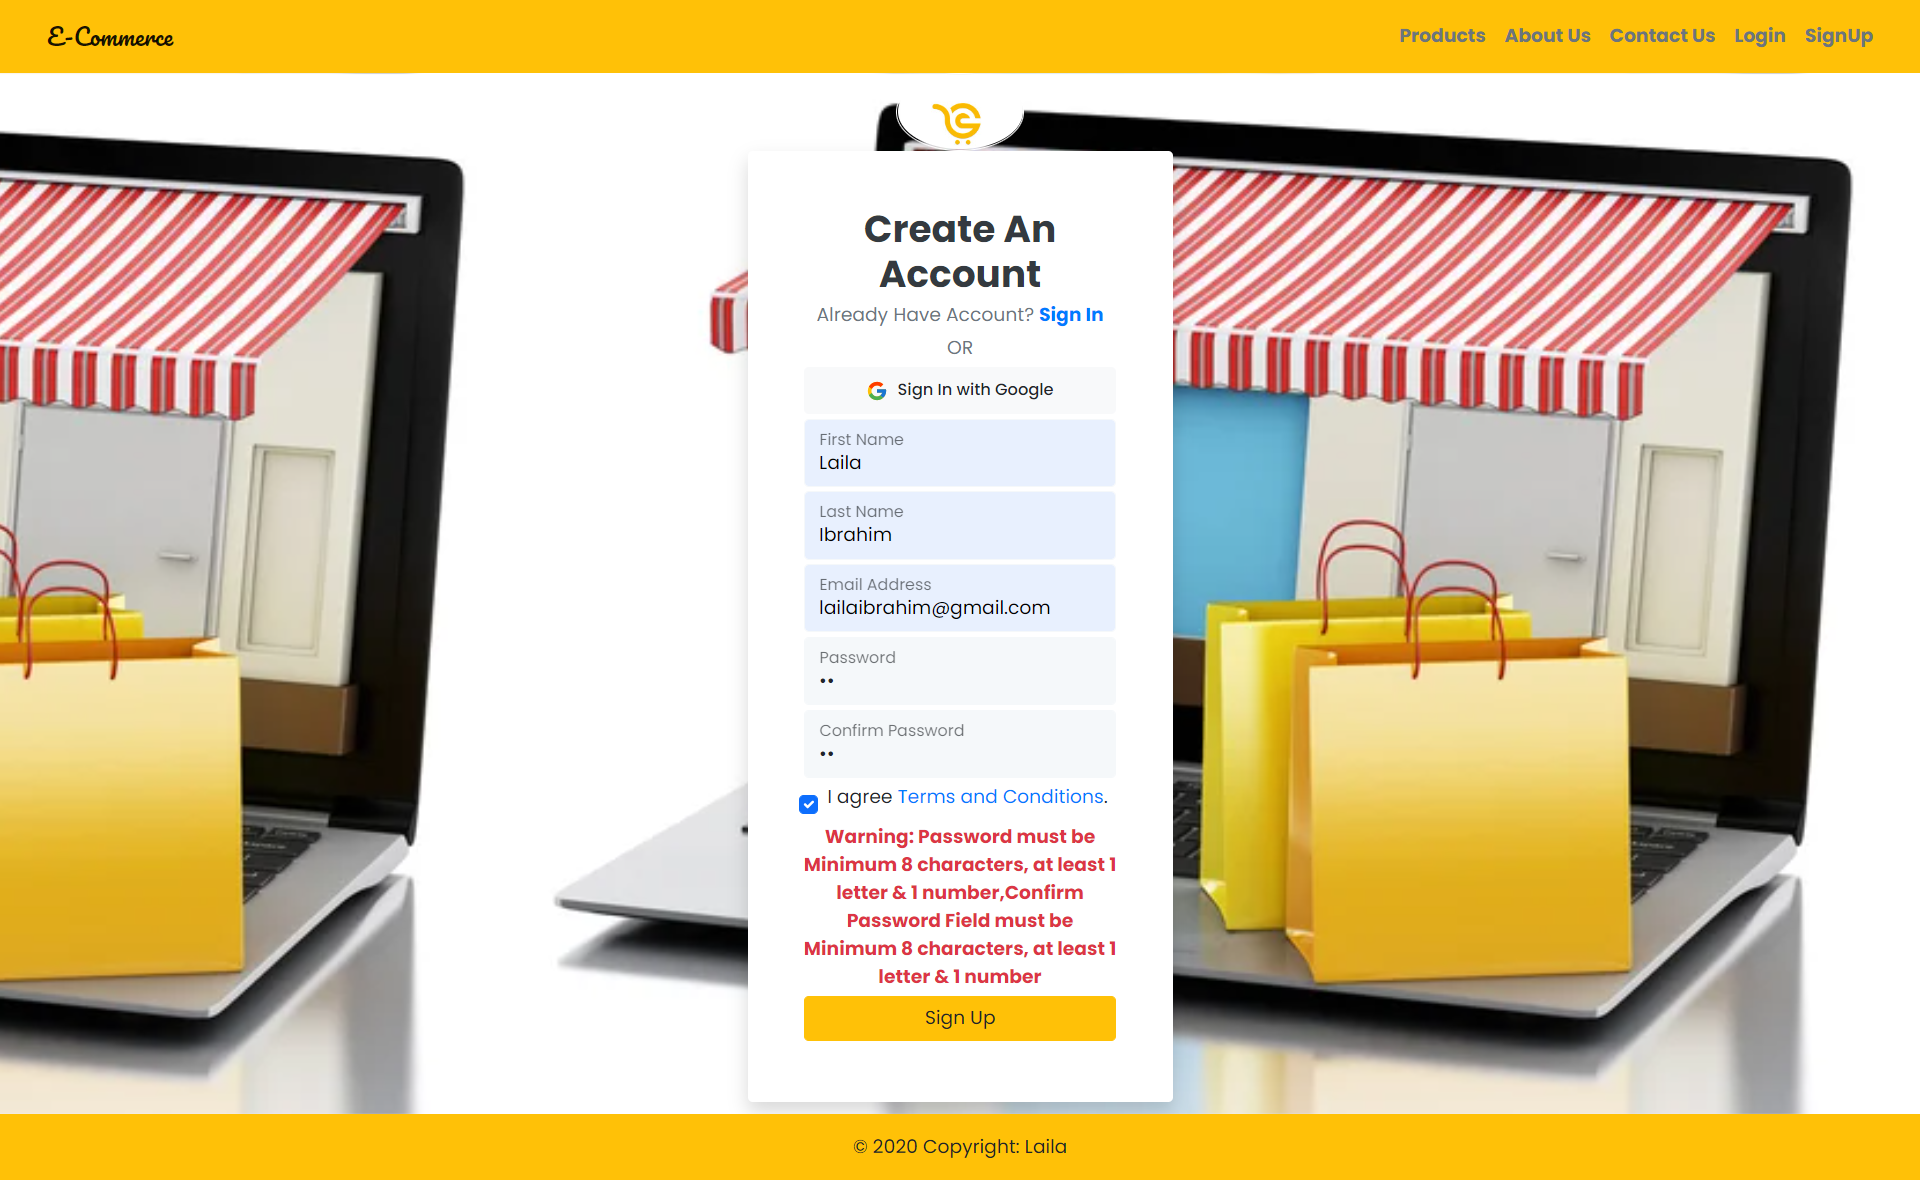 E-Commerce
Products About Us Contact Us Login SignUp
Create An
Account
Already Have Account? Sign In
OR
Sign In with Google
First Name
Laila
Last Name
Ibrahim
Email Address
lailaibrahim@gmail.com
Password
••
Confirm Password
••
I agree Terms and Conditions.
Warning: Password must be
Minimum 8 characters, at least 1
letter & 1 number,Confirm
Password Field must be
Minimum 8 characters, at least 1
letter & 1 number
Sign Up
© 2020 Copyright: Laila